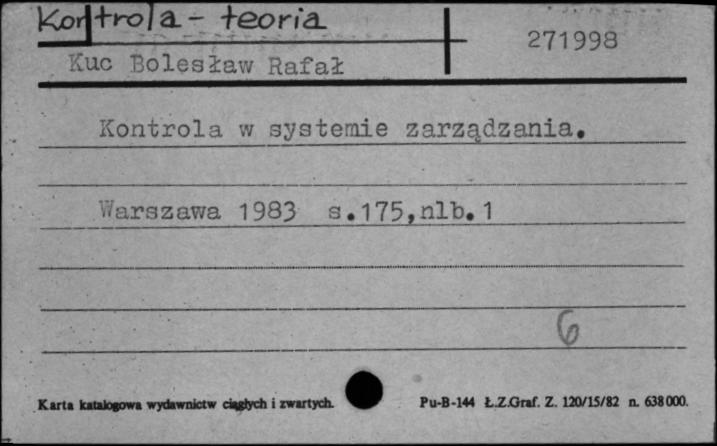 Kontrola - teoria
271998
Kuc Bolesław Rafał
Kontrola w systemie zarządzania.
Warszawa 1983 s.175,nlb.1
6
Karta katalogowa wydawnictw ciągłych i zwartych.
Pu-B-144 Ł.Z.Graf. Z. 120/15/82 n. 638000.